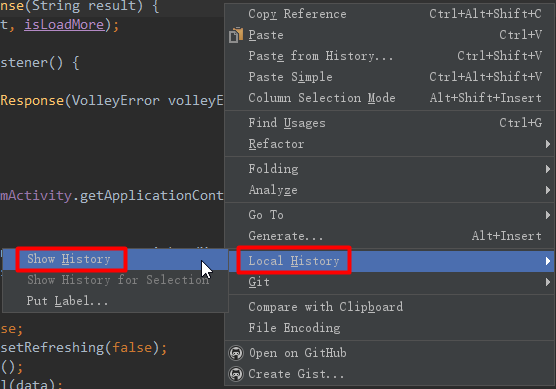 nse(String result) {
t, isLoadMore);
stener() {
Response(VolleyError volleyE
mActivity.getApplicationCont
se;
setRefreshing(false);
();
l(data);
Copy Reference Ctrl+Alt+Shift+C
Paste Ctrl+V
Paste from History... Ctrl+Shift+V
Paste Simple Ctrl+Alt+Shift+V
Column Selection Mode Alt+Shift+Insert
Find Usages Ctrl+G
Refactor
Folding
Analyze
Go To
Generate... Alt+Insert
Local History
Git
Compare with Clipboard
File Encoding
Open on GitHub
Create Gist...
Show History
Show History for Selection
Put Label...